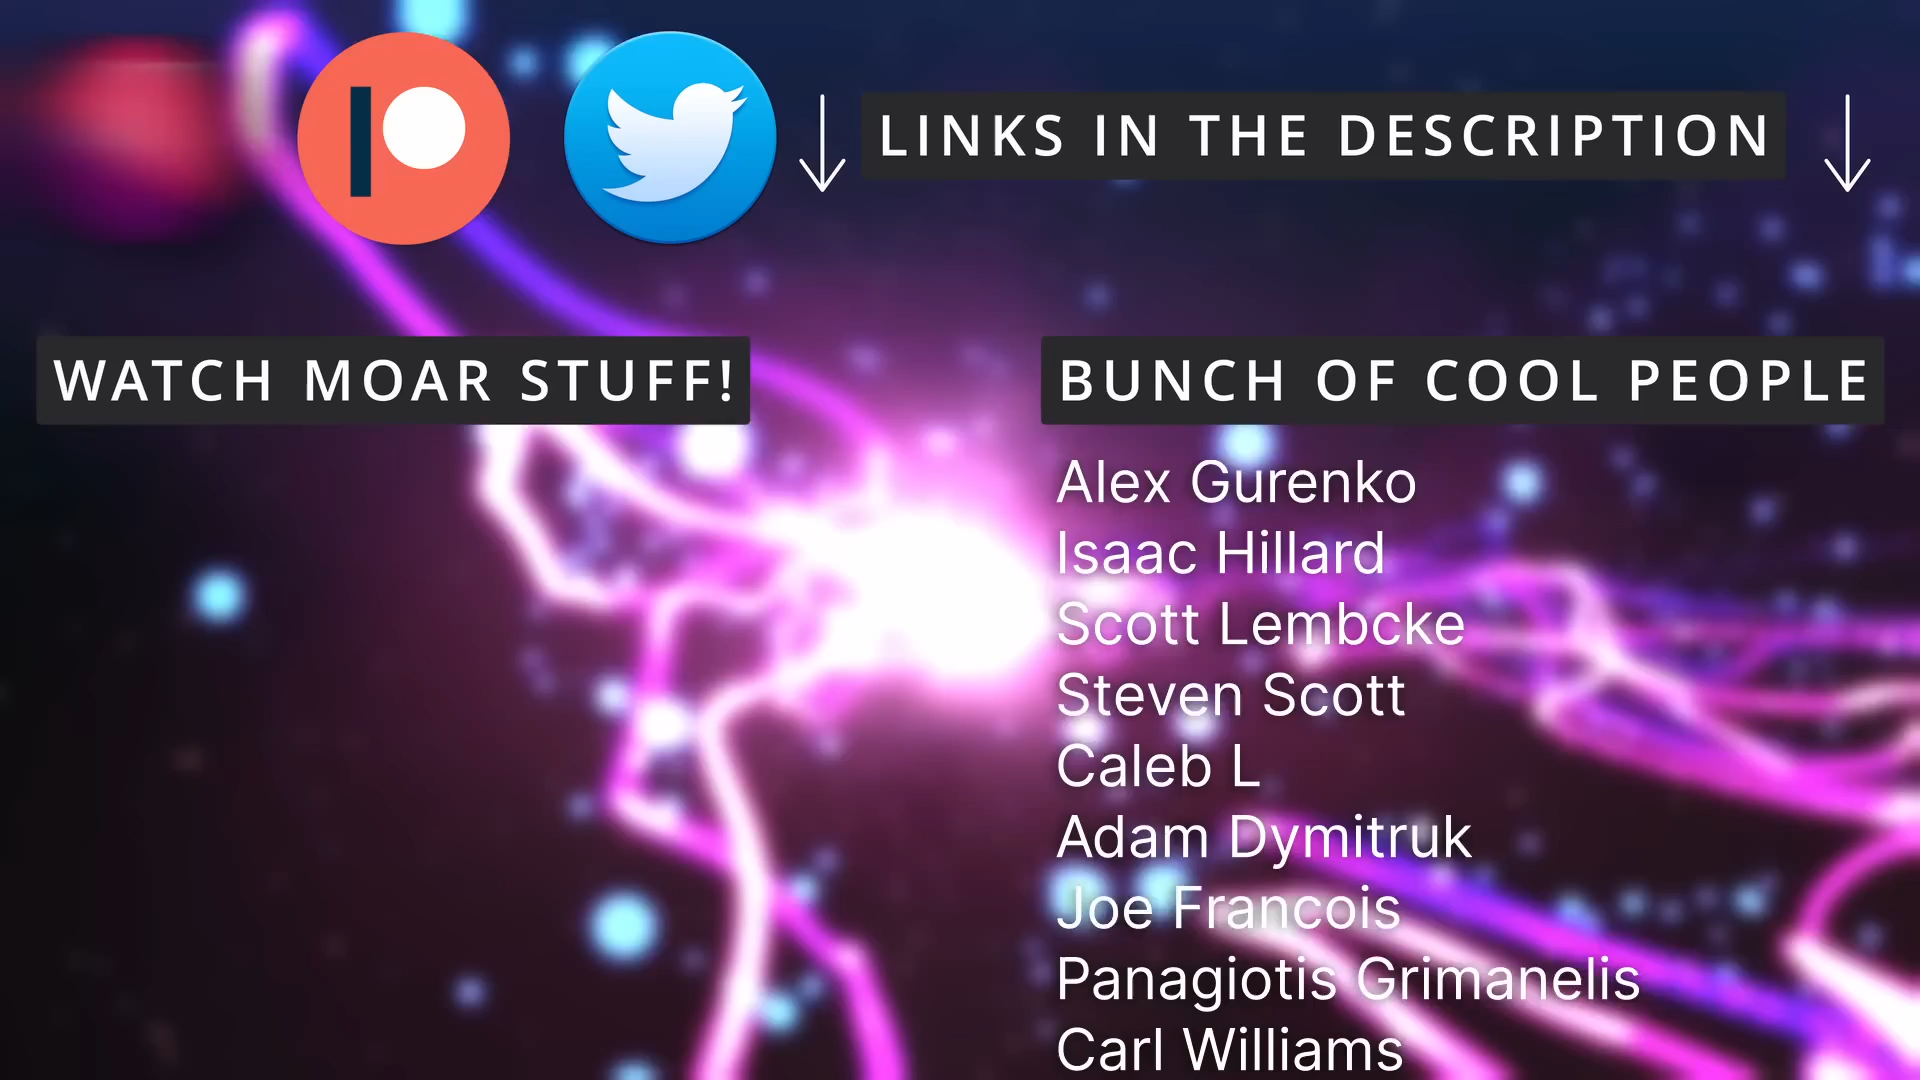 LINKS IN THE DESCRIPTION
WATCH MOAR STUFF!
BUNCH OF COOL PEOPLE
Alex Gurenko
Isaac Hillard
Scott Lembcke
Steven Scott
Caleb L
Adam Dymitruk
Joe Francois
Panagiotis Grimanelis
Carl Williams